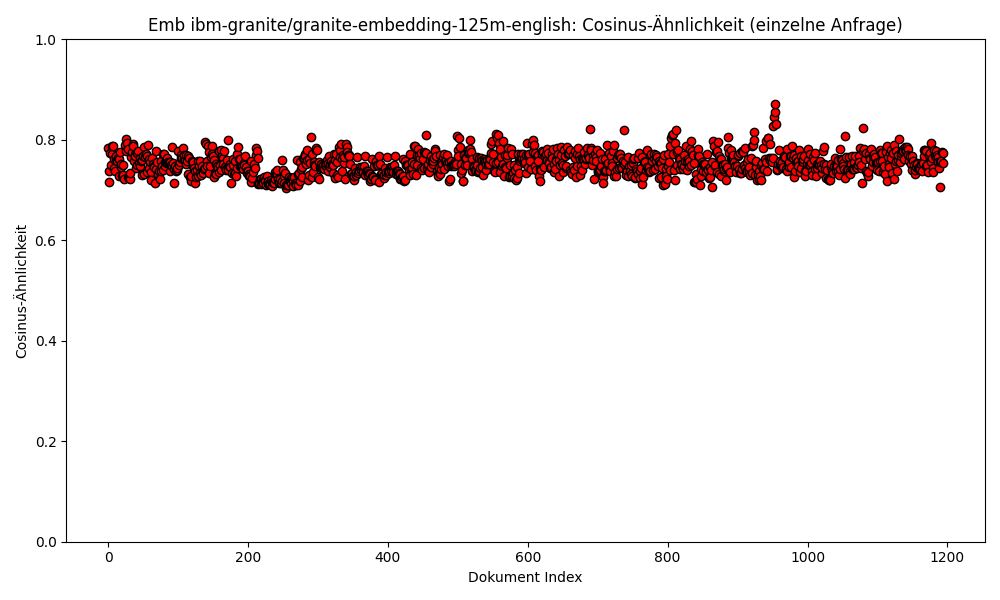 Emb ibm-granite/granite-embedding-125m-english: Cosinus-Ähnlichkeit (einzelne Anfrage)
1.0
0.8
0.6
0.4
0.2
0.0
Cosinus-Ähnlichkeit
0 200 400 600 800 1000 1200
Dokument Index